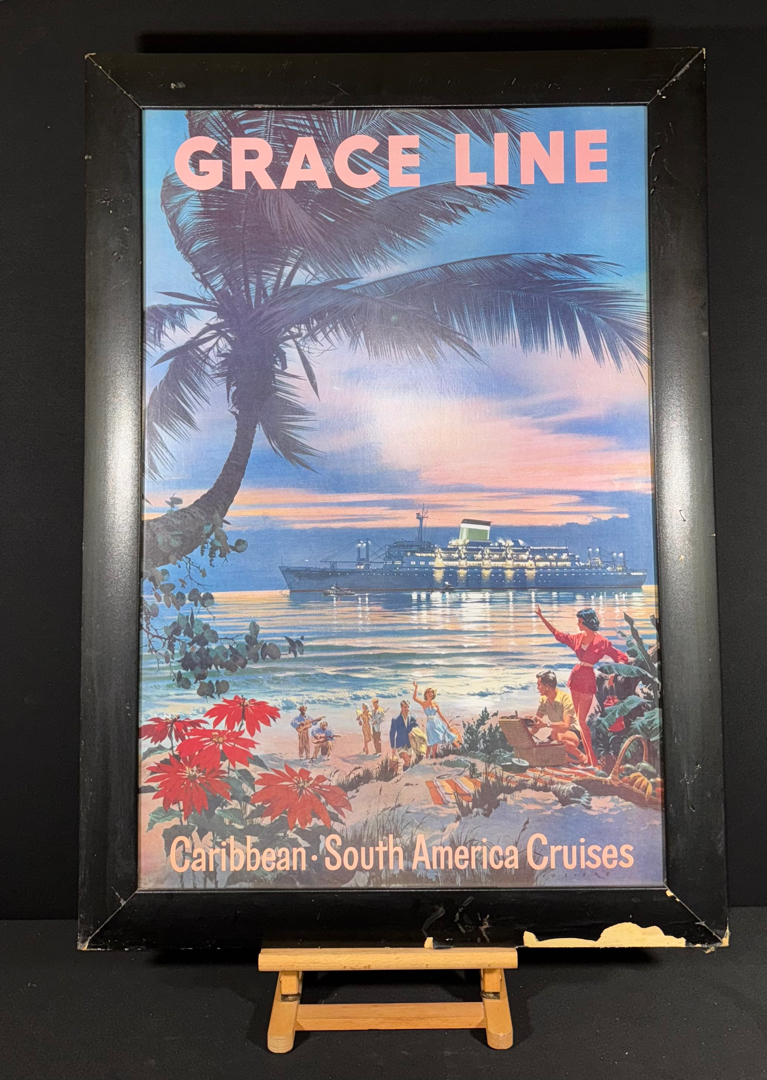 GRACE LINE
Caribbean · South America Cruises